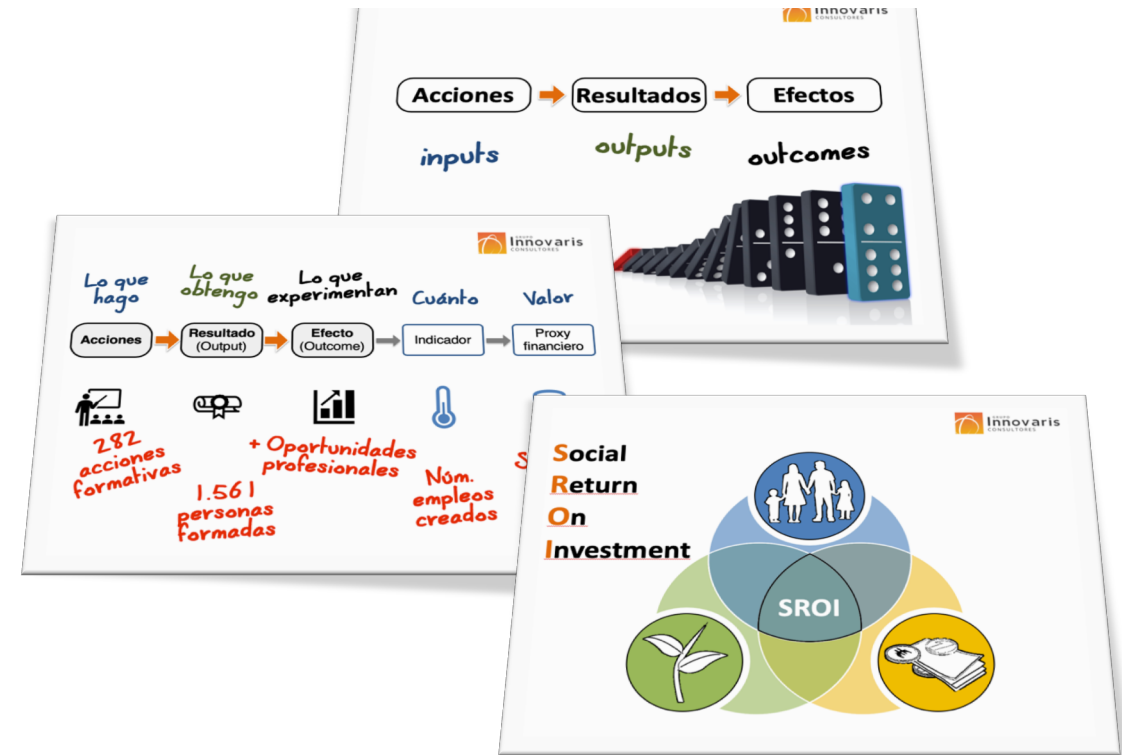 Innovaris
CONSULTORES
Acciones
Resultados
Efectos
inputs
outputs
outcomes
GRUPO
Innovaris
CONSULTORES
Lo que
hago
Lo que
obtengo
Lo que
experimentan
Cuánto
Valor
Acciones
Resultado
(Output)
Efecto
(Outcome)
Indicador
Proxy
financiero
282
acciones
formativas
1.561
personas
formadas
+ Oportunidades
profesionales
Núm.
empleos
creados
GRUPO
Innovaris
CONSULTORES
Social
Return
On
Investment
SROI